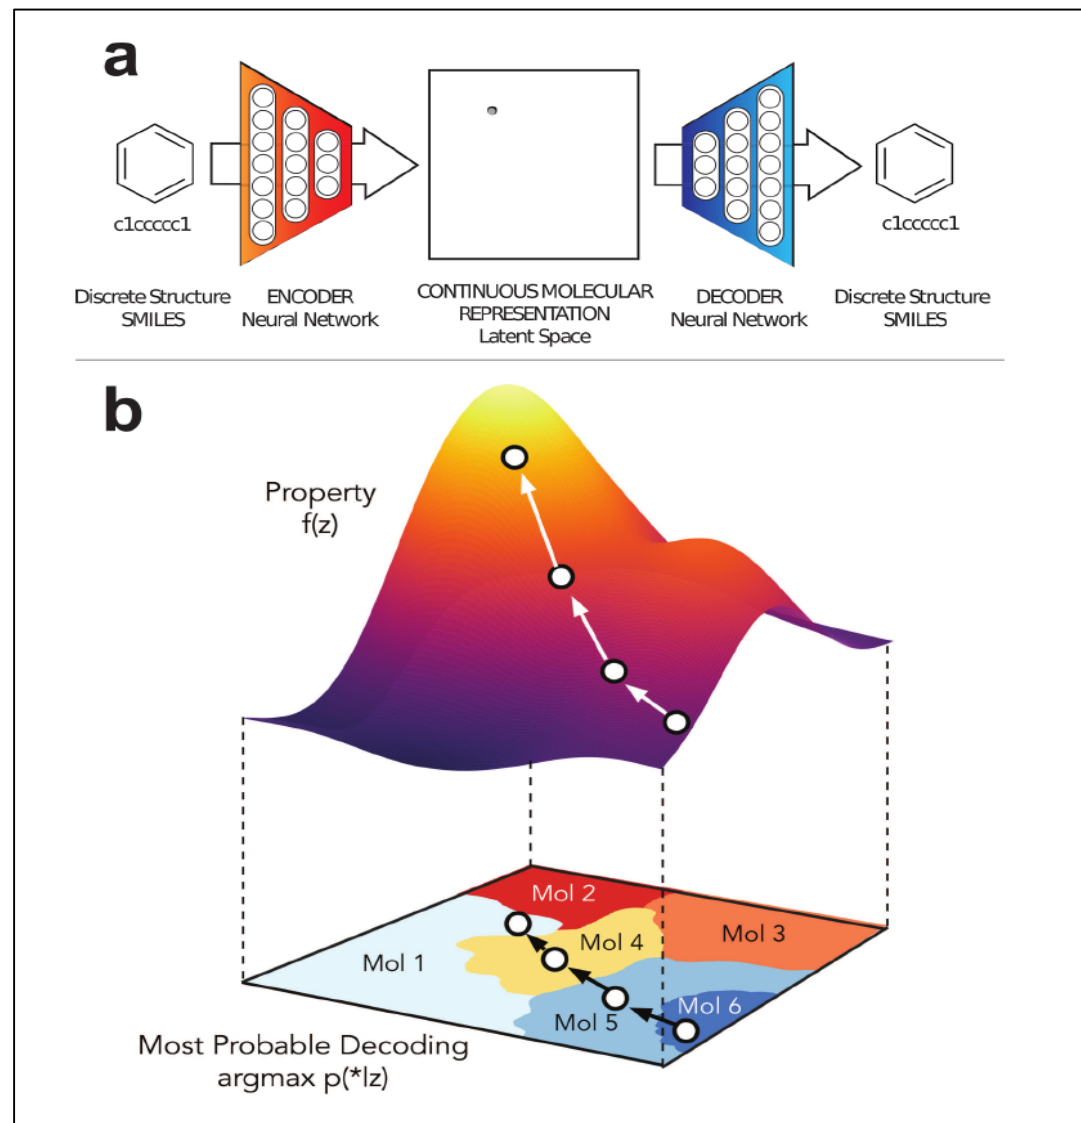 a
c1ccccc1
c1ccccc1
Discrete Structure
SMILES
ENCODER
Neural Network
CONTINUOUS MOLECULAR
REPRESENTATION
Latent Space
DECODER
Neural Network
Discrete Structure
SMILES
b
Property
f(z)
Mol 2
Mol 4
Mol 3
Mol 1
Mol 6
Mol 5
Most Probable Decoding
argmax p(*|z)